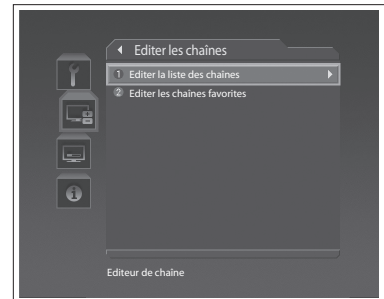 Editer les chaînes
1 Editer la liste des chaînes
2 Editer les chaînes favorites
Editeur de chaîne